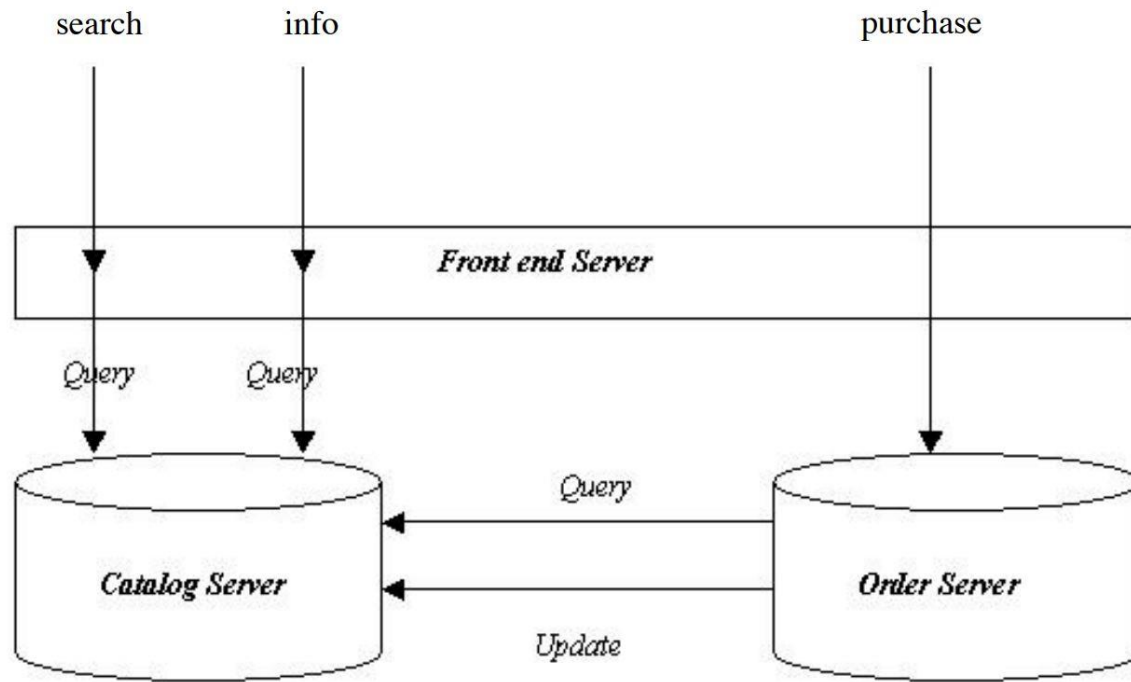 search info purchase
Front end Server
Query Query
Query
Catalog Server Order Server
Update